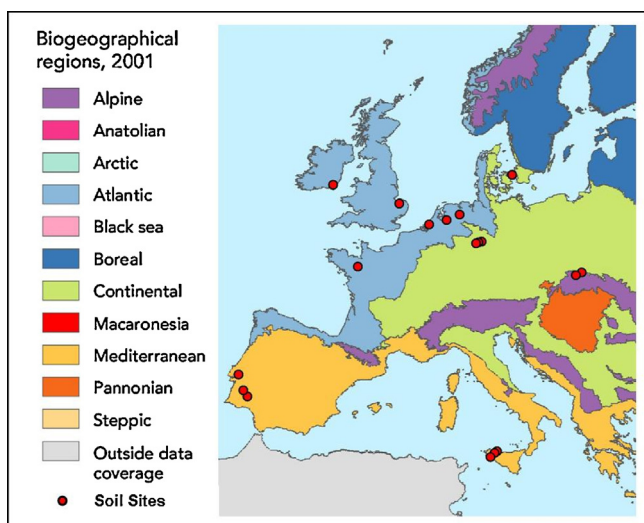 Biogeographical
regions, 2001
Alpine
Anatolian
Arctic
Atlantic
Black sea
Boreal
Continental
Macaronesia
Mediterranean
Pannonian
Steppic
Outside data
coverage
Soil Sites